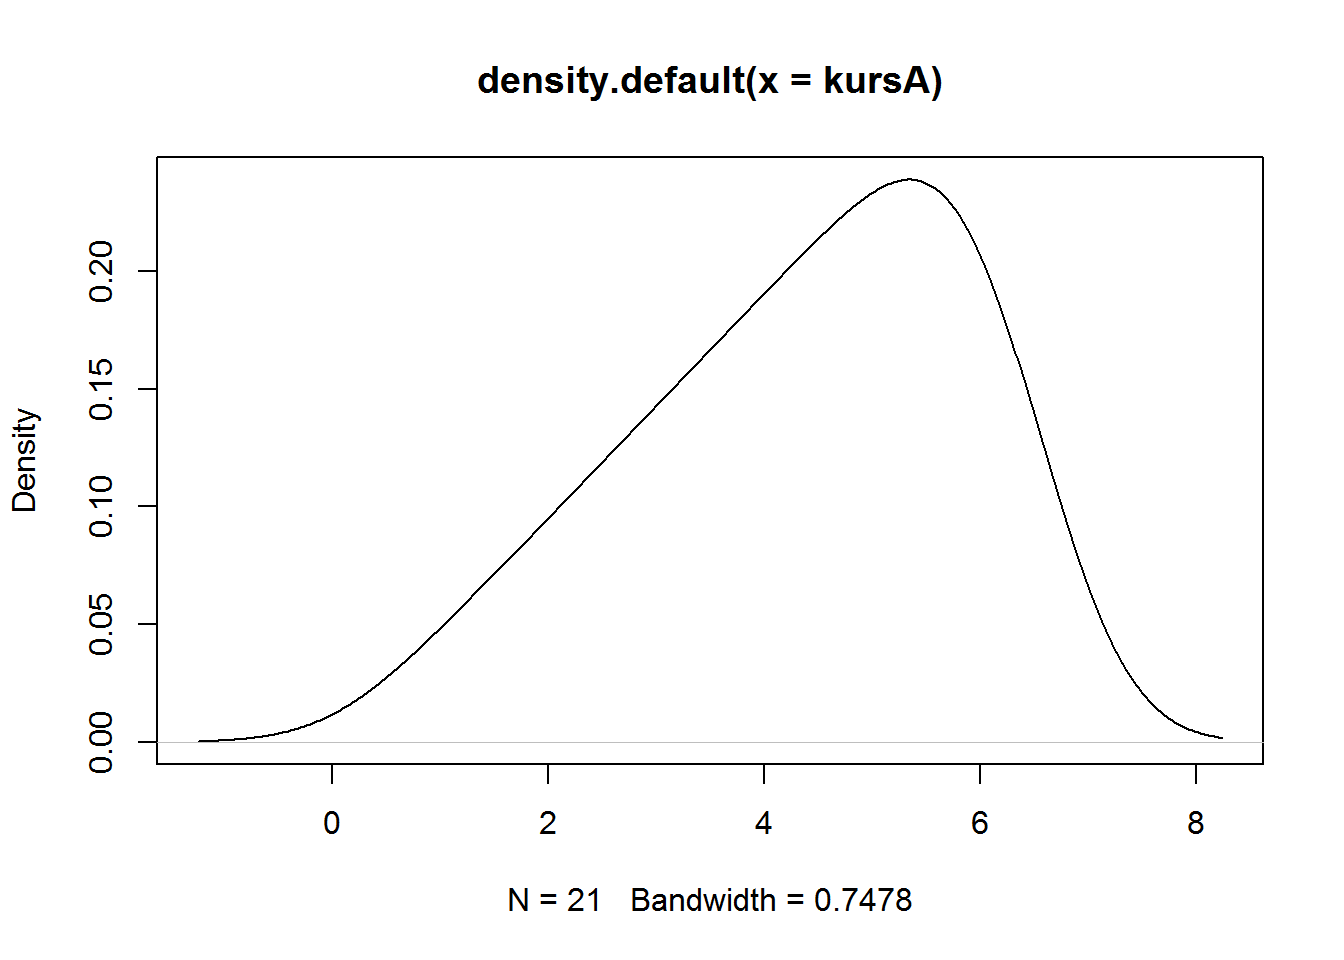 density.default(x = kursA)
Density
0.20
0.15
0.10
0.05
0.00
0 2 4 6 8
N = 21 Bandwidth = 0.7478